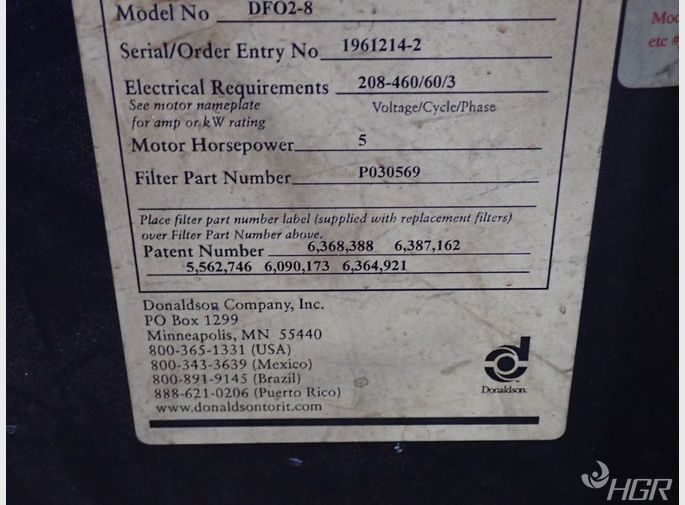 Model No DFO2-8
Serial/Order Entry No 1961214-2
Electrical Requirements 208-460/60/3
See motor nameplate Voltage/Cycle/Phase
for amp or kW rating
Motor Horsepower 5
Filter Part Number P030569
Place filter part number label (supplied with replacement filters)
over Filter Part Number above.
Patent Number 6,368,388 6,387,162
5,562,746 6,090,173 6,364,921
Donaldson Company, Inc.
PO Box 1299
Minneapolis, MN 55440
800-365-1331 (USA)
800-343-3639 (Mexico)
800-891-9145 (Brazil)
888-621-0206 (Puerto Rico)
www.donaldsontorit.com
Donaldson
etc
HGR